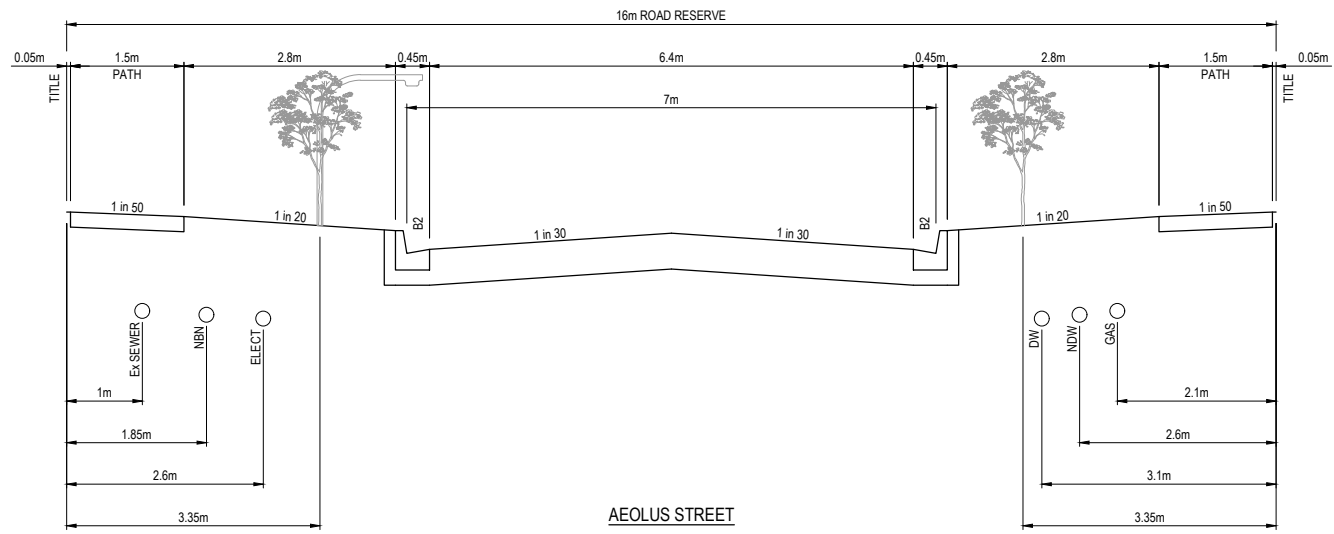 16m ROAD RESERVE
0.05m 1.5m 2.8m 0.45m 6.4m 0.45m 2.8m 1.5m 0.05m
PATH PATH
TITLE TITLE
7m
1 in 50 1 in 20 B2 1 in 30 1 in 30 B2 1 in 20 1 in 50
Ex SEWER NBN ELECT DW NDW GAS
1m 2.1m
1.85m 2.6m
2.6m 3.1m
3.35m 3.35m
AEOLUS STREET